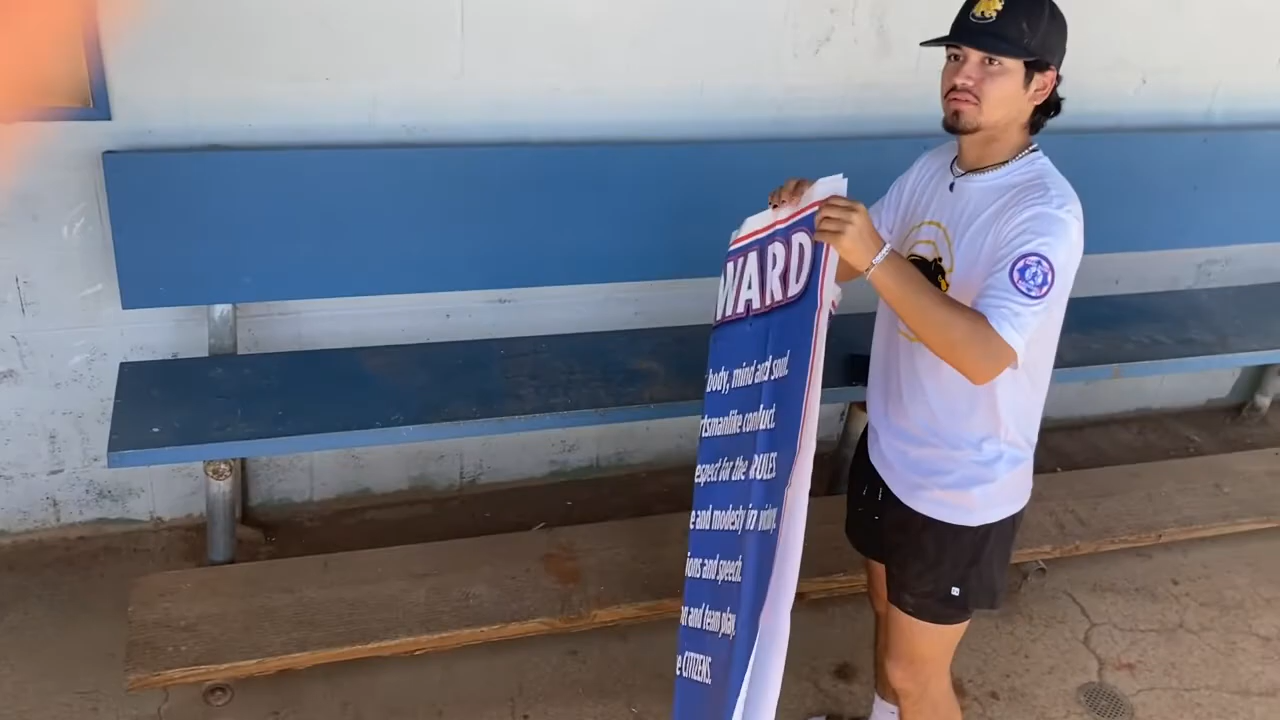 WARD
body, mind and soul.
rtsmanlike conduct.
espect for the RULES.
e and modesty in victory.
ions and speech.
on and team play.
e CITIZENS.